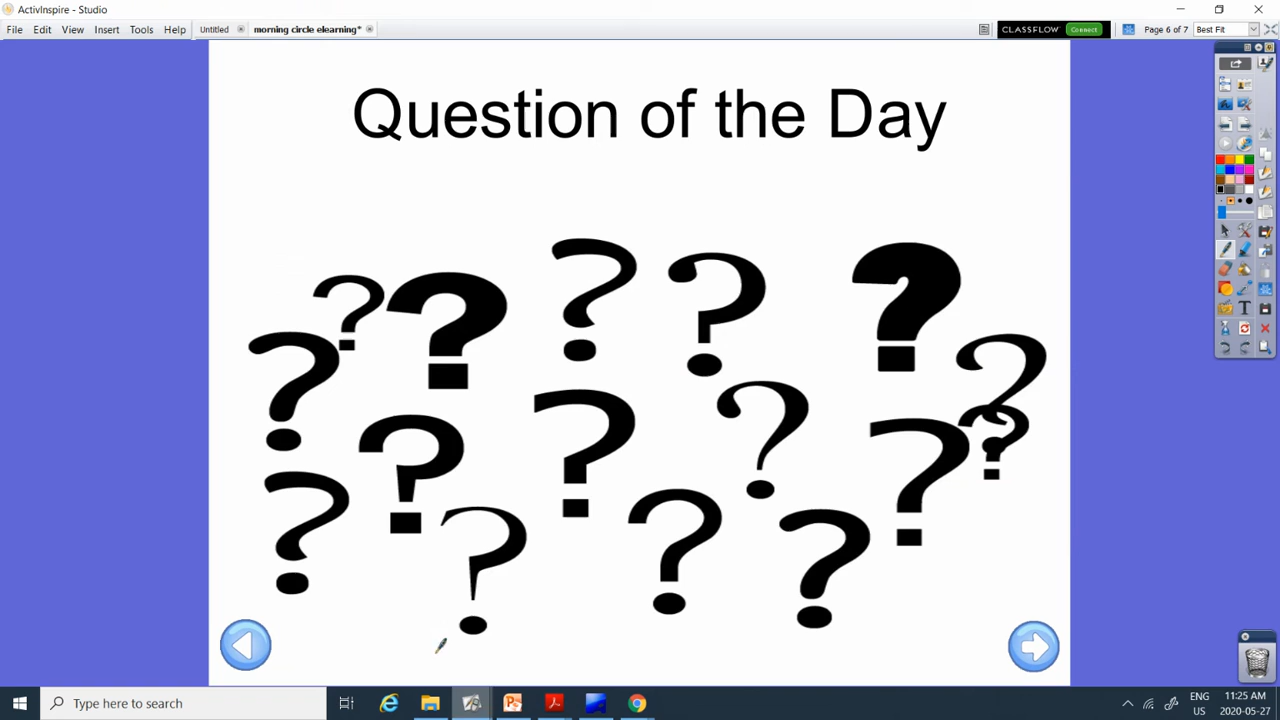 ActivInspire - Studio
File Edit View Insert Tools Help Untitled morning circle elearning* CLASSFLOW Connect Page 6 of 7 Best Fit
Question of the Day
? ? ? ? ?
? ?
? ? ? ? ?
? ? ? ?
Type here to search
ENG 11:25 AM
US 2020-05-27